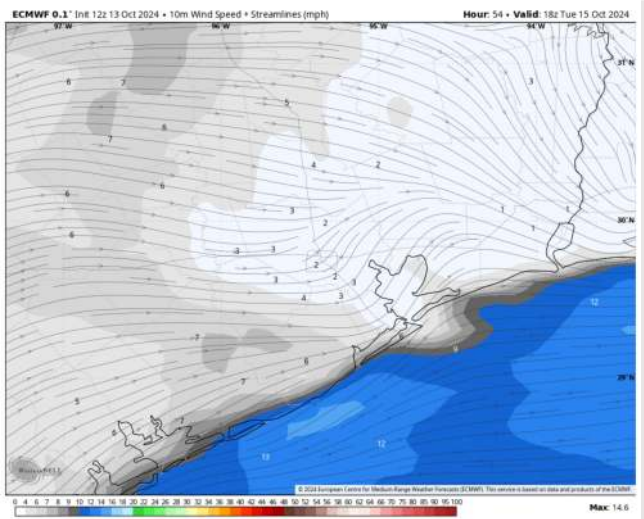 ECMWF 0.1° Init 12z 13 Oct 2024 • 10m Wind Speed + Streamlines (mph)
Hour: 54 • Valid: 18z Tue 15 Oct 2024
97°W 96°W 95°W 94°W
31°N
6 7 3
5
7 6
4 2
6 6
3 1 1
2 30°N
6 1
3 3
2
3 2 3
4 3
12
7
6 9
7 29°N
5
7
6
12
13
WeatherBELL
© 2024 European Centre for Medium-Range Weather Forecasts (ECMWF). This service is based on data and products of the ECMWF.
0 4 6 8 9 10 12 14 16 18 20 22 24 26 28 30 32 34 36 38 40 42 44 46 48 50 52 54 56 58 60 62 64 66 68 70 75 80 85 90 95 100
Max: 14.6